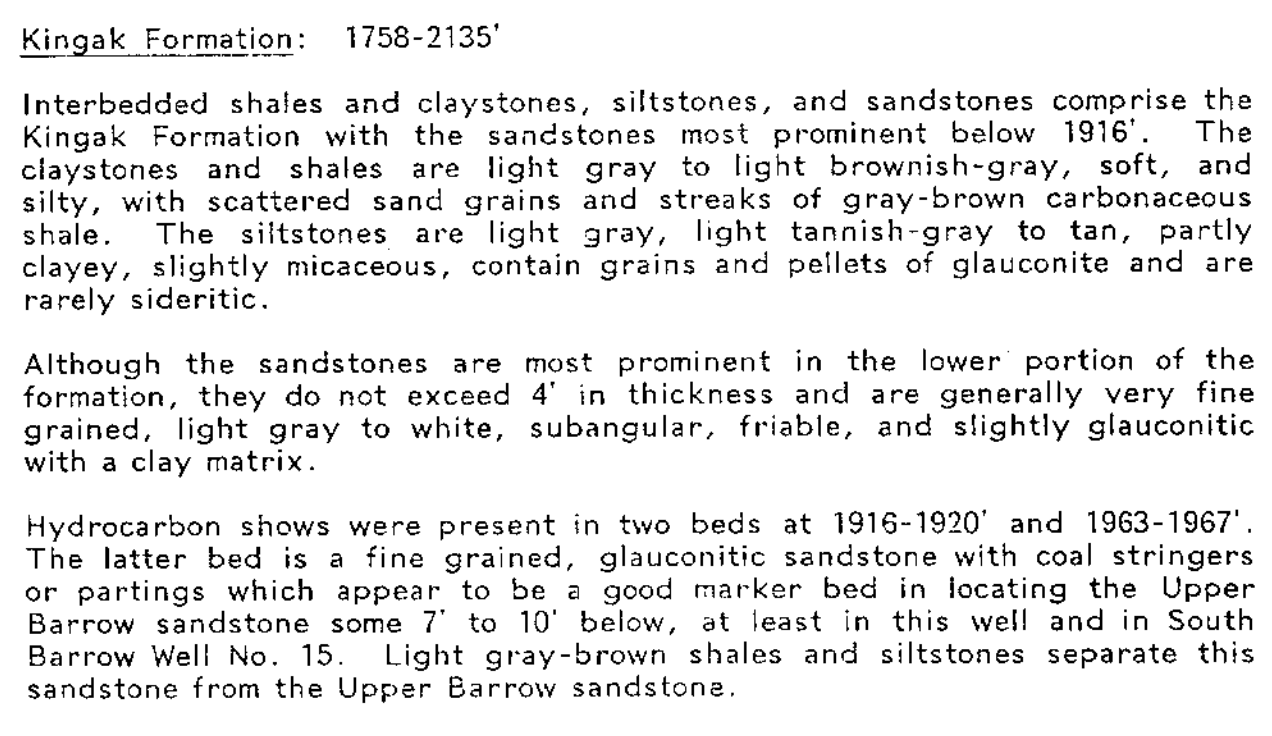 Kingak Formation: 1758-2135'
Interbedded shales and claystones, siltstones, and sandstones comprise the
Kingak Formation with the sandstones most prominent below 1916'. The
claystones and shales are light gray to light brownish-gray, soft, and
silty, with scattered sand grains and streaks of gray-brown carbonaceous
shale. The siltstones are light gray, light tannish-gray to tan, partly
clayey, slightly micaceous, contain grains and pellets of glauconite and are
rarely sideritic.
Although the sandstones are most prominent in the lower portion of the
formation, they do not exceed 4' in thickness and are generally very fine
grained, light gray to white, subangular, friable, and slightly glauconitic
with a clay matrix.
Hydrocarbon shows were present in two beds at 1916-1920' and 1963-1967'.
The latter bed is a fine grained, glauconitic sandstone with coal stringers
or partings which appear to be a good marker bed in locating the Upper
Barrow sandstone some 7' to 10' below, at least in this well and in South
Barrow Well No. 15. Light gray-brown shales and siltstones separate this
sandstone from the Upper Barrow sandstone.